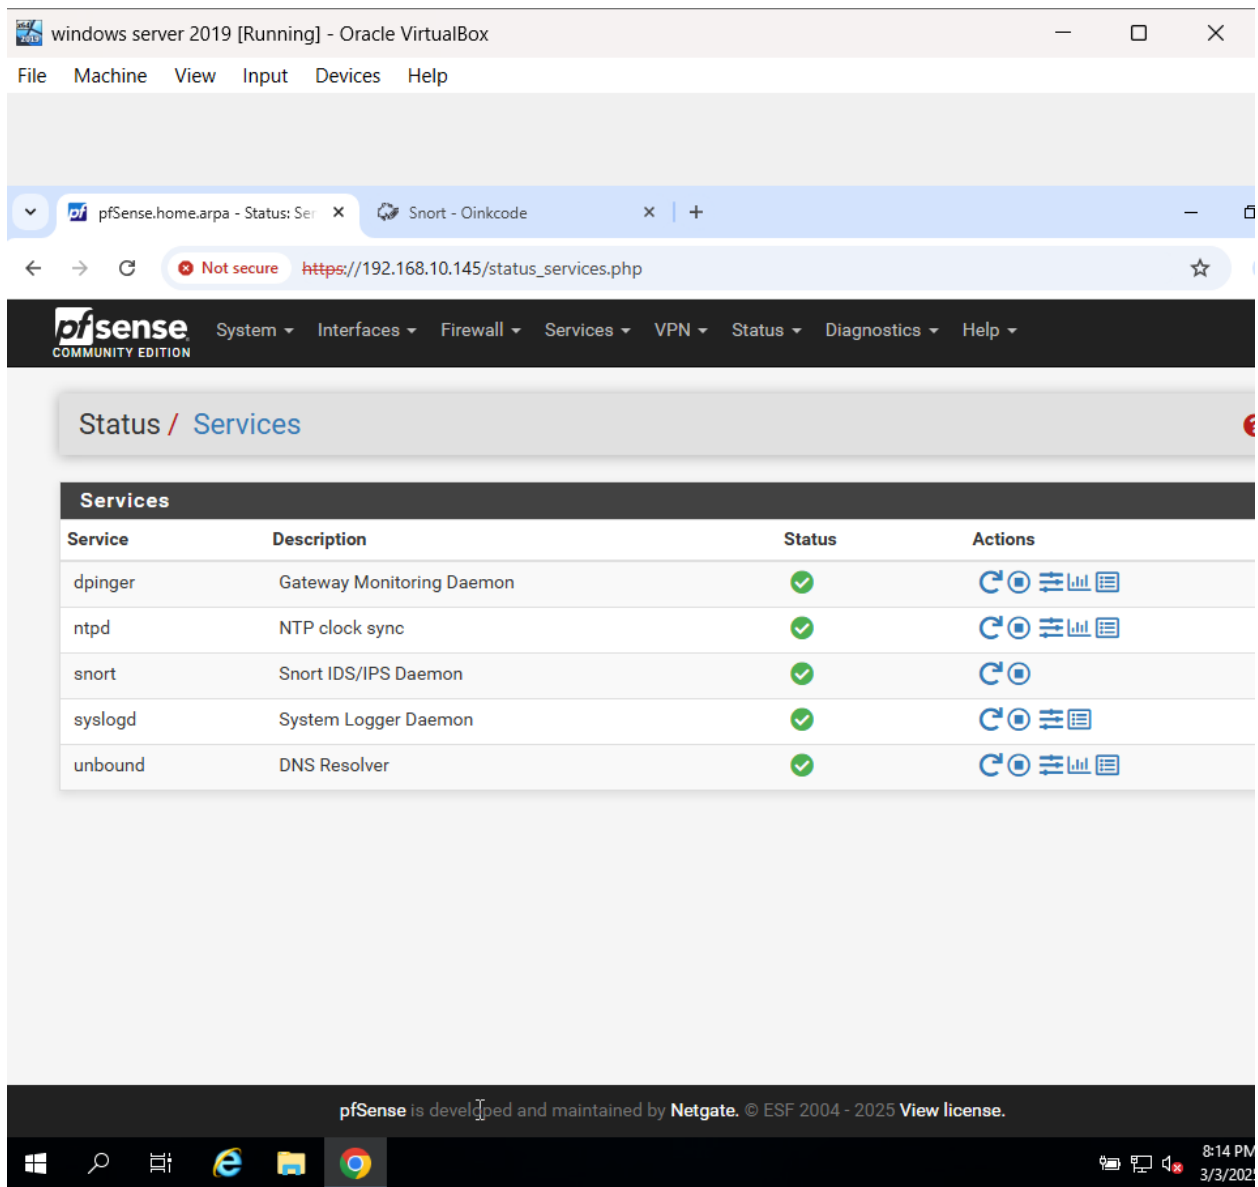 windows server 2019 [Running] - Oracle VirtualBox
File Machine View Input Devices Help
pfSense.home.arpa - Status: Ser
Snort - Oinkcode
Not secure https://192.168.10.145/status_services.php
pfsense
COMMUNITY EDITION
System Interfaces Firewall Services VPN Status Diagnostics Help
Status / Services
Services
Service Description Status Actions
dpinger Gateway Monitoring Daemon
ntpd NTP clock sync
snort Snort IDS/IPS Daemon
syslogd System Logger Daemon
unbound DNS Resolver
pfSense is developed and maintained by Netgate. © ESF 2004 - 2025 View license.
8:14 PM
3/3/2025